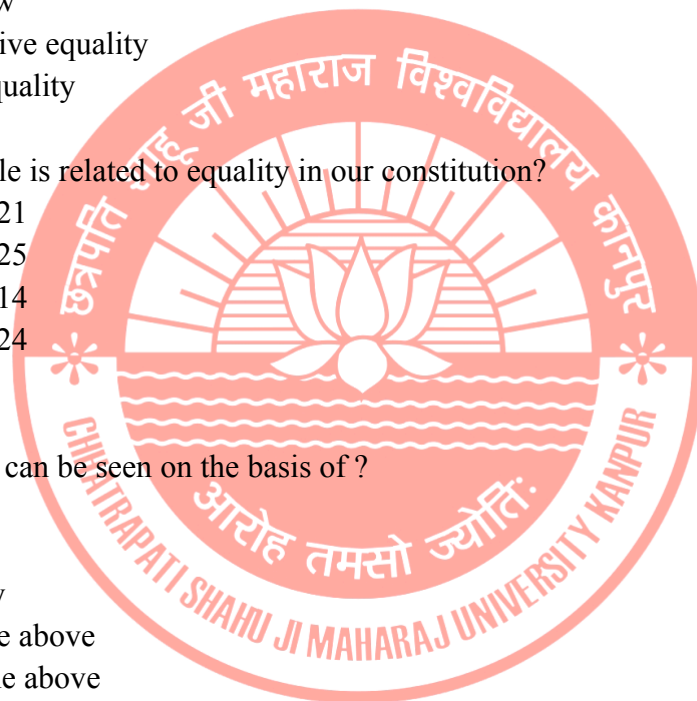 ive equality
quality
le is related to equality in our constitution?
21
25
14
24
can be seen on the basis of ?
e above
ne above
छत्रपति शाहू जी महाराज विश्वविद्यालय कानपुर
आरोह तमसो ज्योतिः
CHHATRAPATI SHAHU JI MAHARAJ UNIVERSITY KANPUR